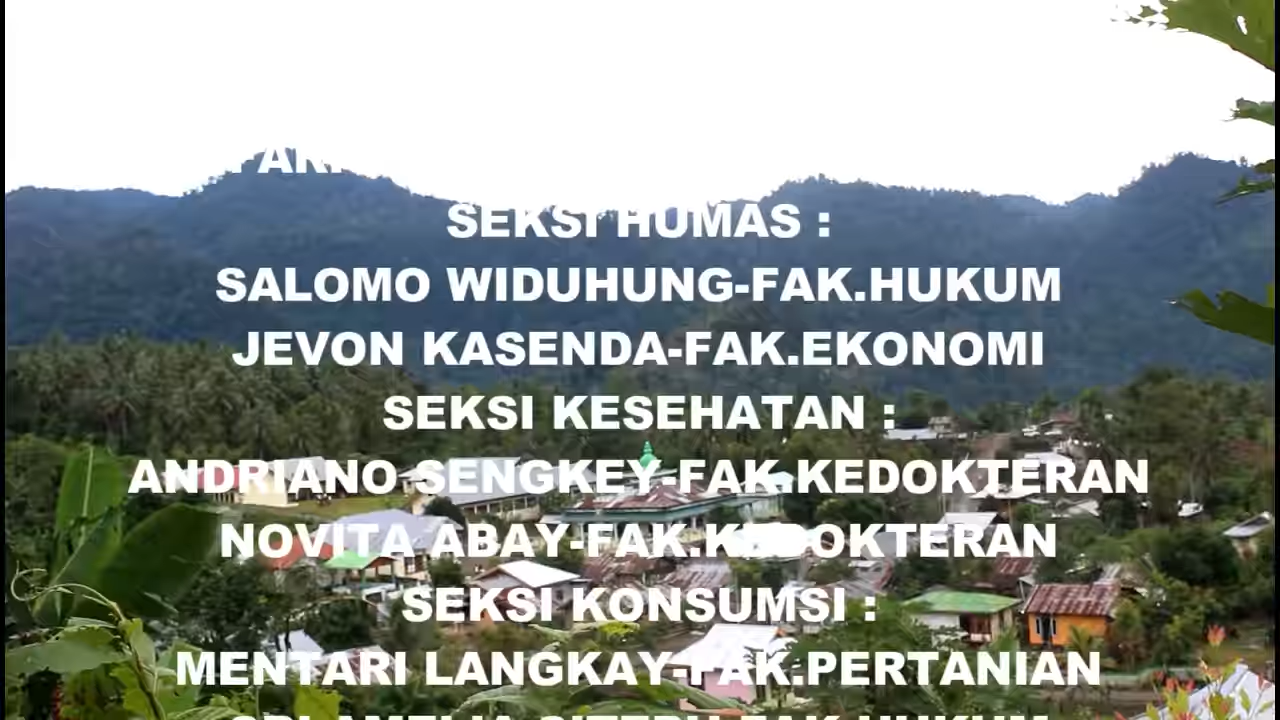 SEKSI HUMAS :
SALOMO WIDUHUNG-FAK.HUKUM
JEVON KASENDA-FAK.EKONOMI
SEKSI KESEHATAN :
ANDRIANO SENGKEY-FAK.KEDOKTERAN
NOVITA ABAY-FAK.KEDOKTERAN
SEKSI KONSUMSI :
MENTARI LANGKAY-FAK.PERTANIAN